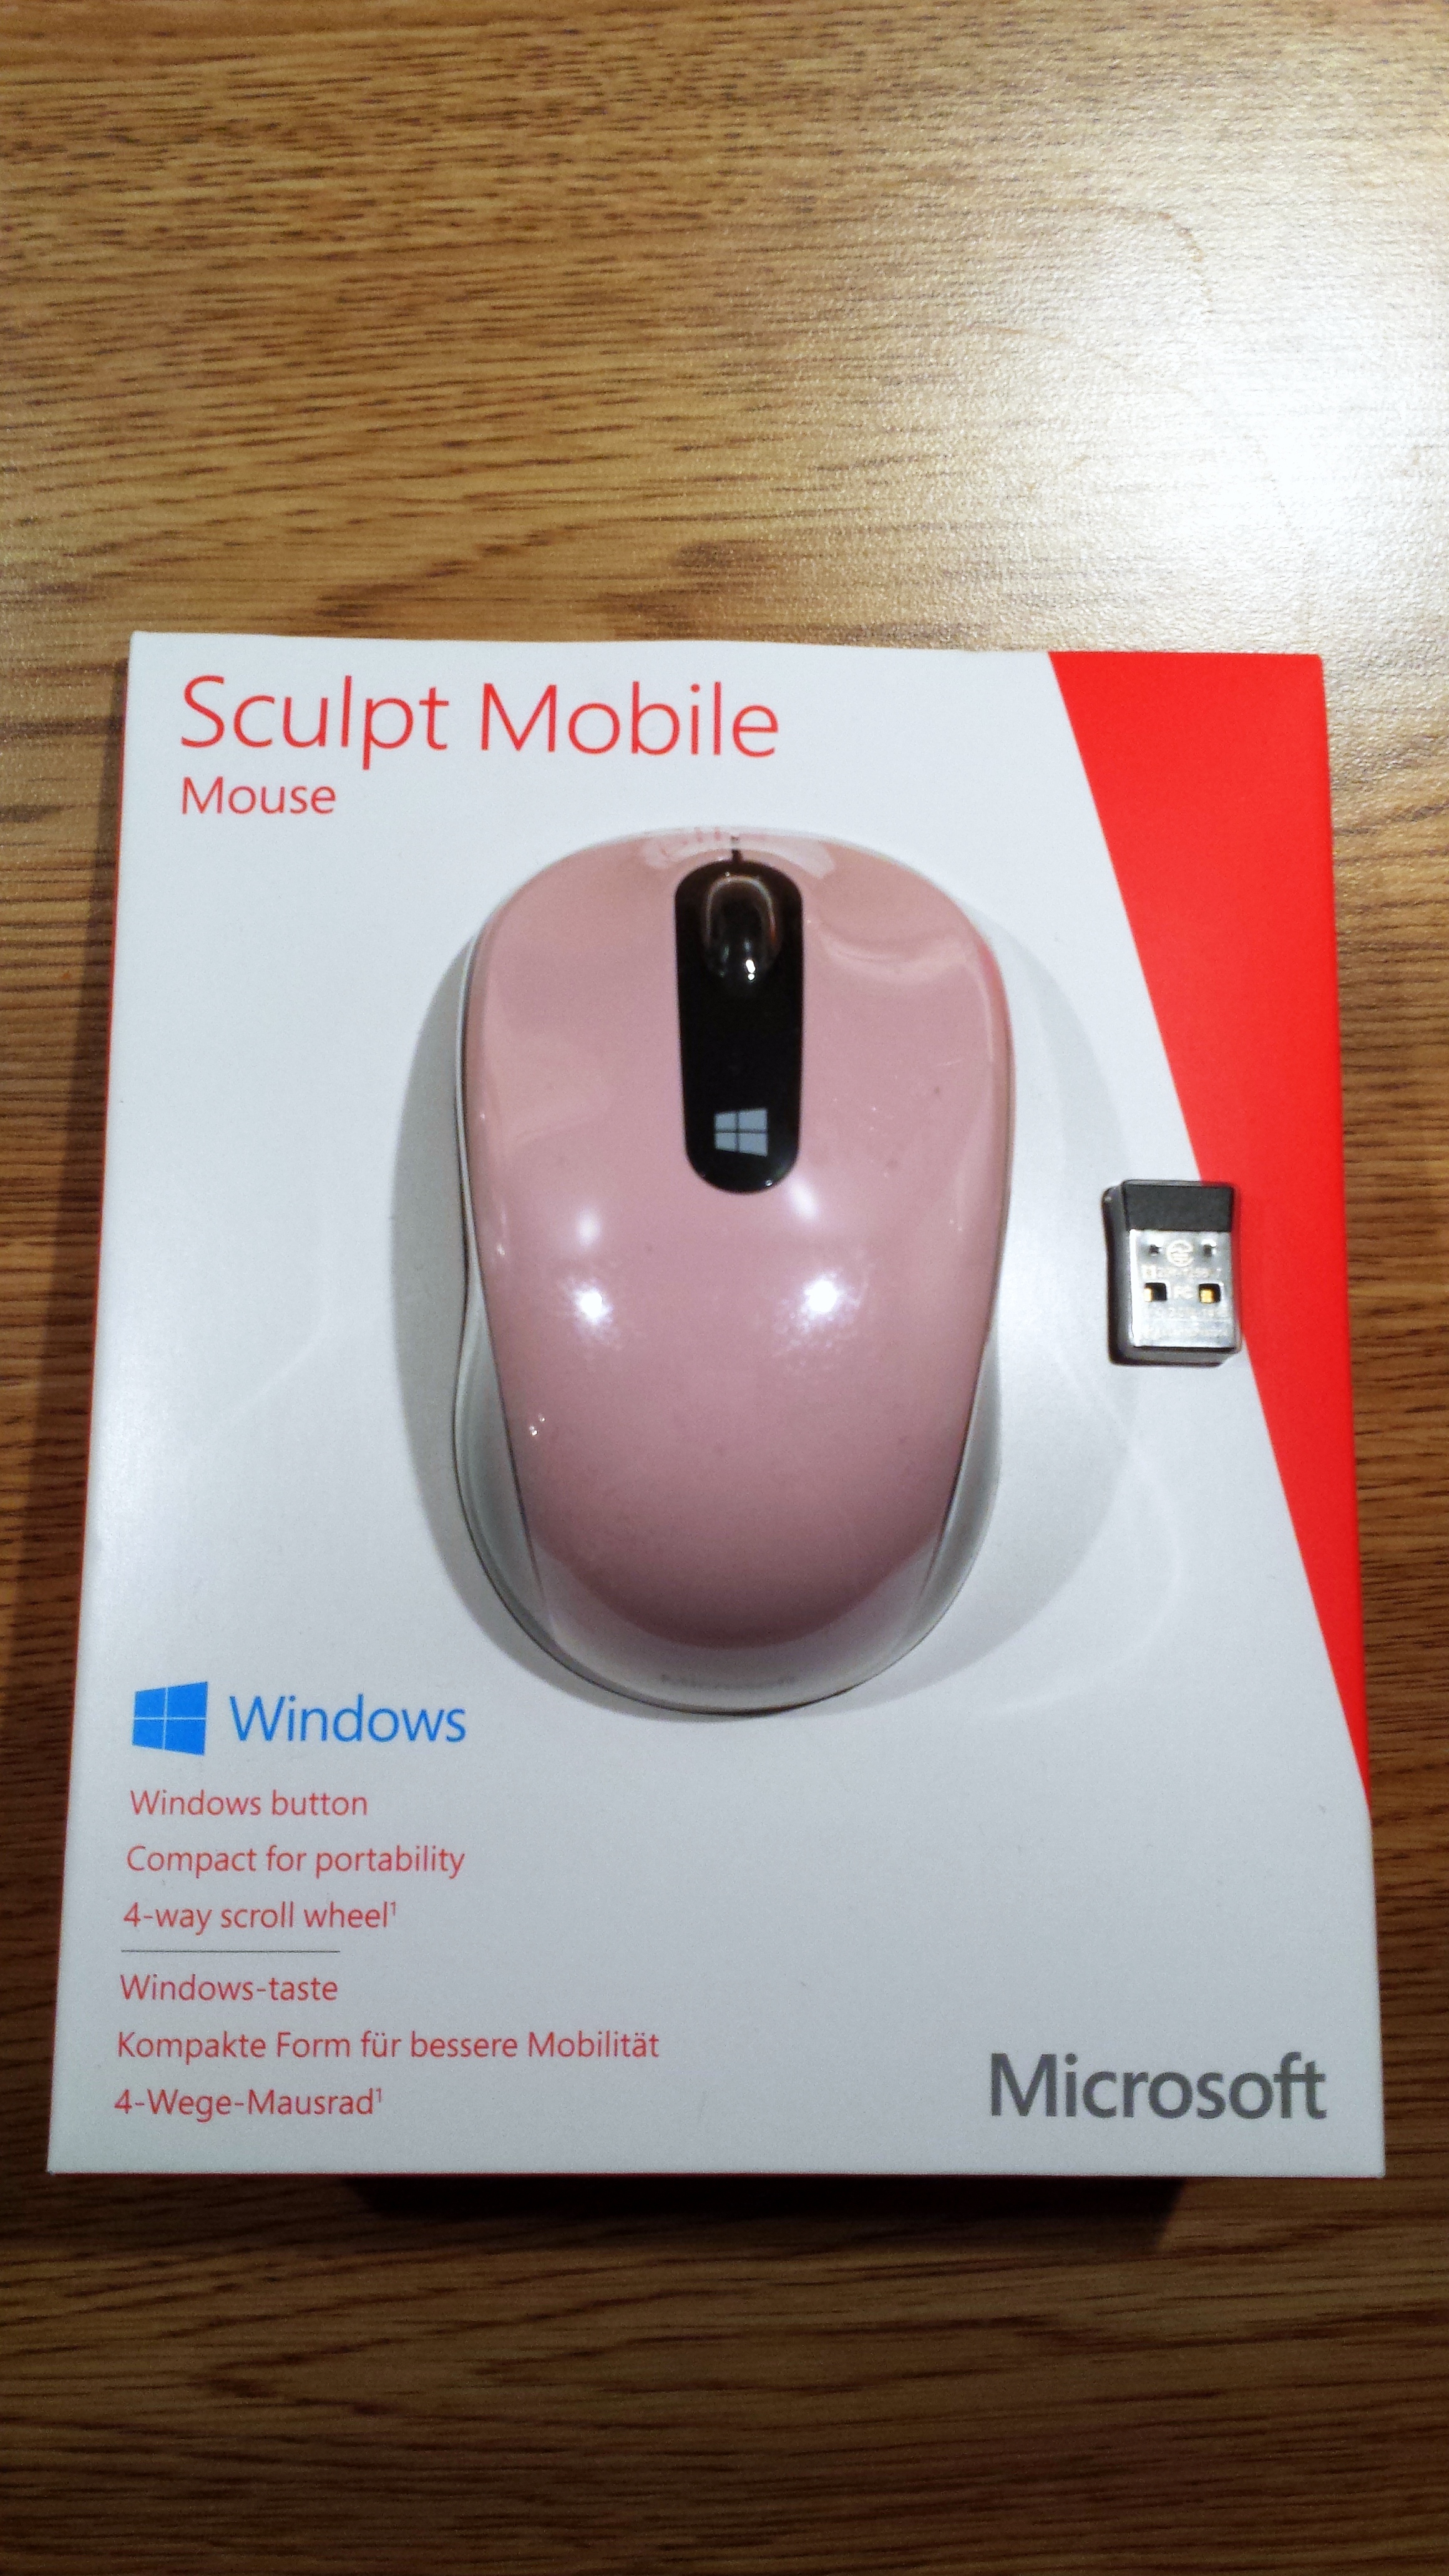 Sculpt Mobile
Mouse
Windows
Windows button
Compact for portability
4-way scroll wheel¹
Windows-taste
Kompakte Form für bessere Mobilität
4-Wege-Mausrad¹
Microsoft